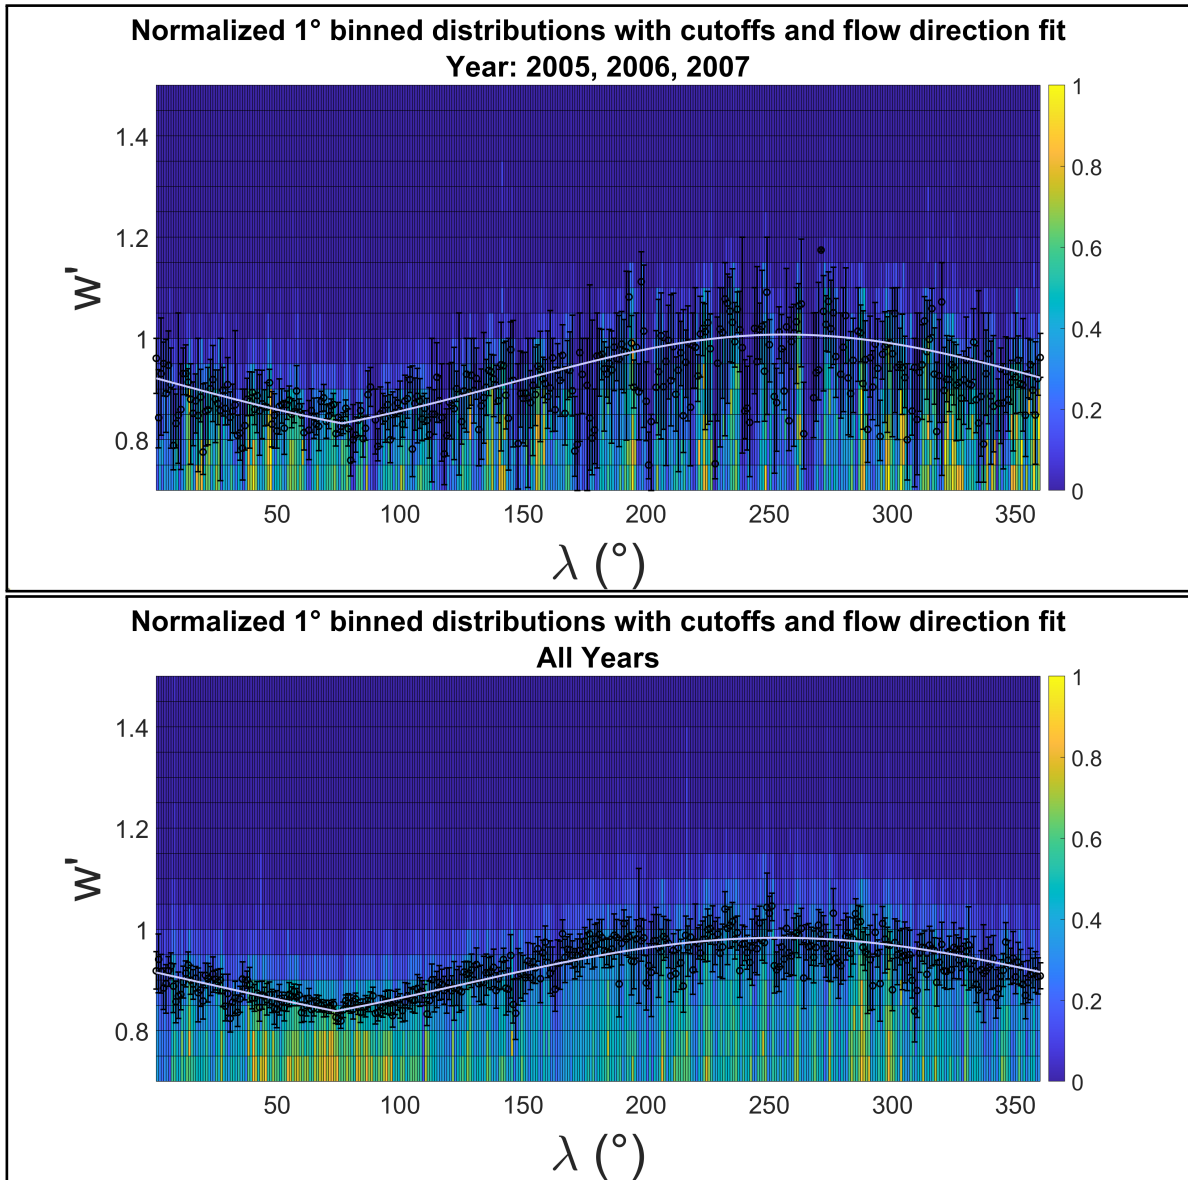 Normalized 1° binned distributions with cutoffs and flow direction fit
Year: 2005, 2006, 2007
1.4
1.2
1
0.8
w'
50 100 150 200 250 300 350
λ (°)
1
0.8
0.6
0.4
0.2
0
Normalized 1° binned distributions with cutoffs and flow direction fit
All Years
1.4
1.2
1
0.8
w'
50 100 150 200 250 300 350
λ (°)
1
0.8
0.6
0.4
0.2
0